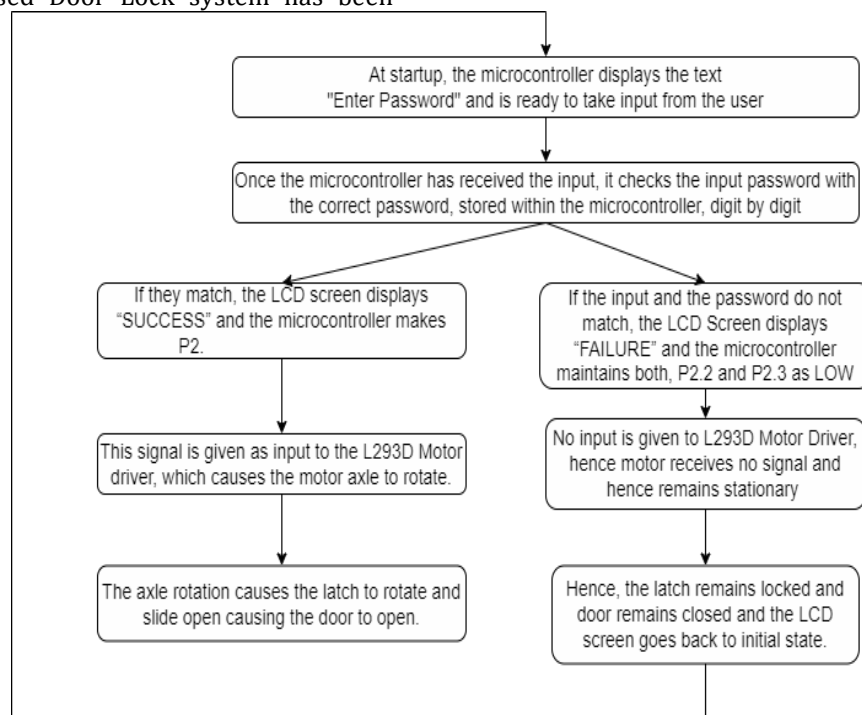 sed Door Lock system has been
At startup, the microcontroller displays the text
"Enter Password" and is ready to take input from the user
Once the microcontroller has received the input, it checks the input password with
the correct password, stored within the microcontroller, digit by digit
If they match, the LCD screen displays
“SUCCESS” and the microcontroller makes
P2.
This signal is given as input to the L293D Motor
driver, which causes the motor axle to rotate.
The axle rotation causes the latch to rotate and
slide open causing the door to open.
If the input and the password do not
match, the LCD Screen displays
“FAILURE” and the microcontroller
maintains both, P2.2 and P2.3 as LOW
No input is given to L293D Motor Driver,
hence motor receives no signal and
hence remains stationary
Hence, the latch remains locked and
door remains closed and the LCD
screen goes back to initial state.